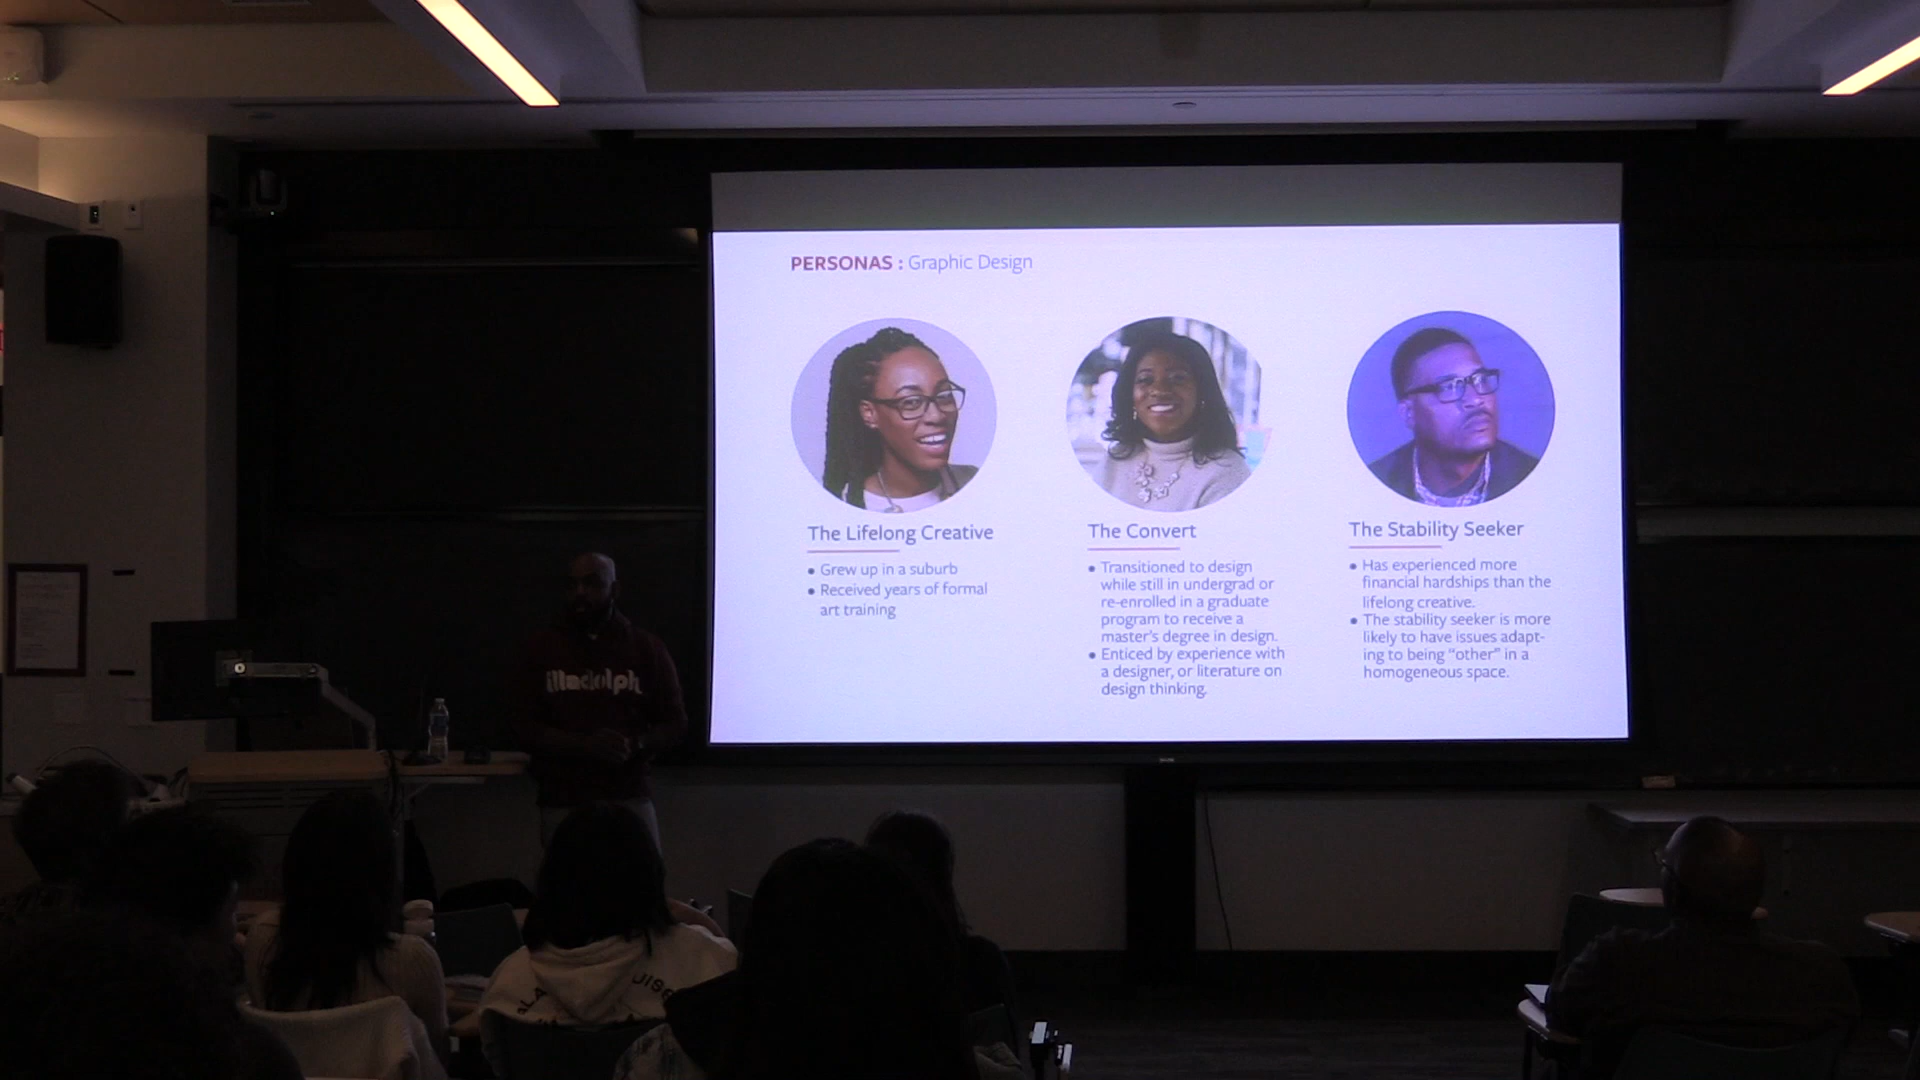 PERSONAS : Graphic Design
The Lifelong Creative
• Grew up in a suburb
• Received years of formal
art training
The Convert
• Transitioned to design
while still in undergrad or
re-enrolled in a graduate
program to receive a
master's degree in design.
• Enticed by experience with
a designer, or literature on
design thinking.
The Stability Seeker
• Has experienced more
financial hardships than the
lifelong creative.
• The stability seeker is more
likely to have issues adapt-
ing to being "other" in a
homogeneous space.
illadelph